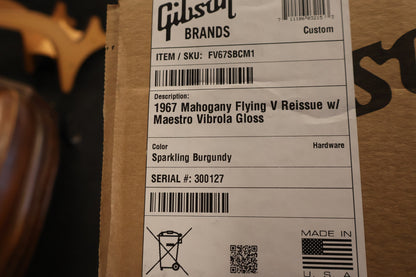 Gibson
BRANDS
Custom
ITEM / SKU: FV67SBCM1
Description:
1967 Mahogany Flying V Reissue w/
Maestro Vibrola Gloss
Color
Hardware
Sparkling Burgundy
SERIAL #: 300127
MADE IN
U.S.A